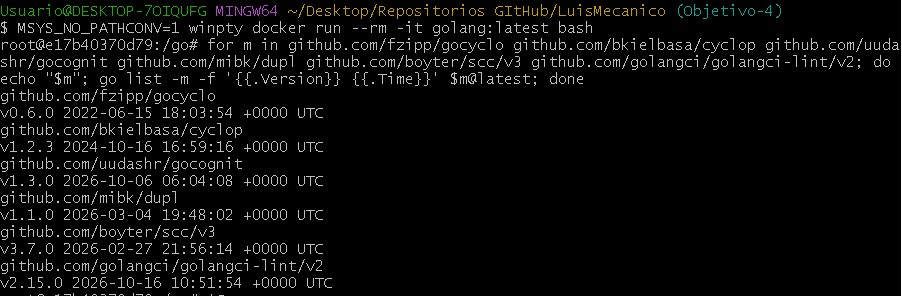 Usuario@DESKTOP-7OIQUFG MINGW64 ~/Desktop/Repositorios GItHub/LuisMecanico (Objetivo-4)
$ MSYS_NO_PATHCONV=1 winpty docker run --rm -it golang:latest bash
root@e17b40370d79:/go# for m in github.com/fzipp/gocyclo github.com/bkielbasa/cyclop github.com/uuda
shr/gocognit github.com/mibk/dupl github.com/boyter/scc/v3 github.com/golangci/golangci-lint/v2; do
echo "$m"; go list -m -f '{{.Version}} {{.Time}}' $m@latest; done
github.com/fzipp/gocyclo
v0.6.0 2022-06-15 18:03:54 +0000 UTC
github.com/bkielbasa/cyclop
v1.2.3 2024-10-16 16:59:16 +0000 UTC
github.com/uudashr/gocognit
v1.3.0 2026-10-06 06:04:08 +0000 UTC
github.com/mibk/dupl
v1.1.0 2026-03-04 19:48:02 +0000 UTC
github.com/boyter/scc/v3
v3.7.0 2026-02-27 21:56:14 +0000 UTC
github.com/golangci/golangci-lint/v2
v2.15.0 2026-10-16 10:51:54 +0000 UTC